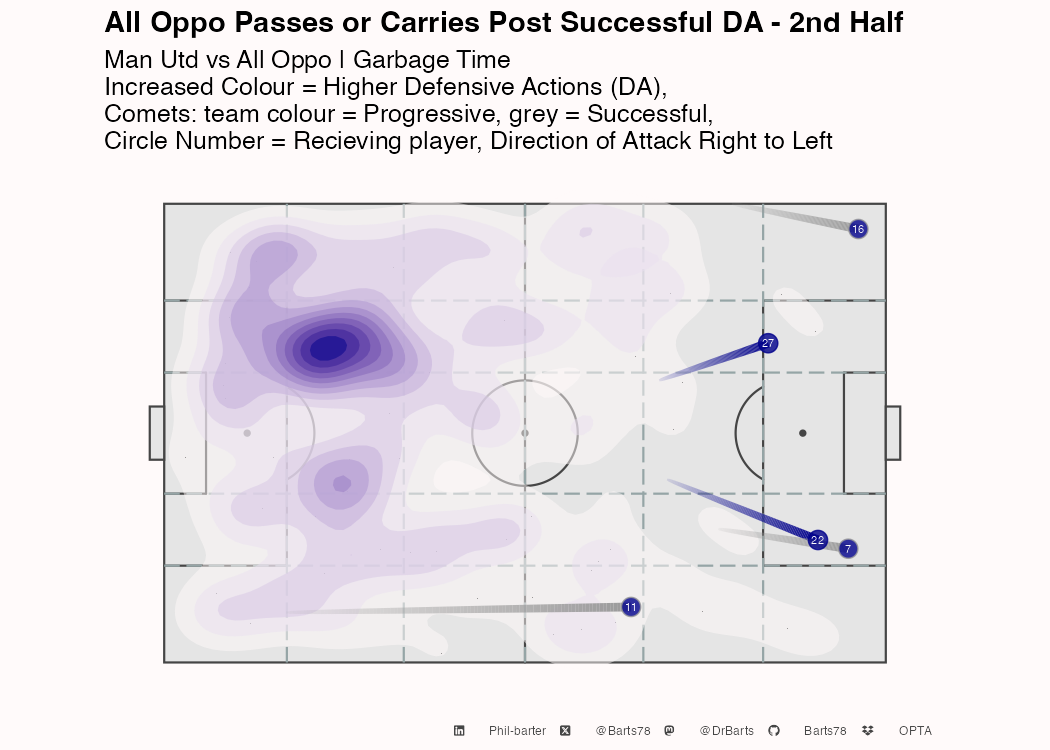 All Oppo Passes or Carries Post Successful DA - 2nd Half
Man Utd vs All Oppo | Garbage Time
Increased Colour = Higher Defensive Actions (DA),
Comets: team colour = Progressive, grey = Successful,
Circle Number = Recieving player, Direction of Attack Right to Left
16
27
22
7
11
Phil-barter @Barts78 @DrBarts Barts78 OPTA